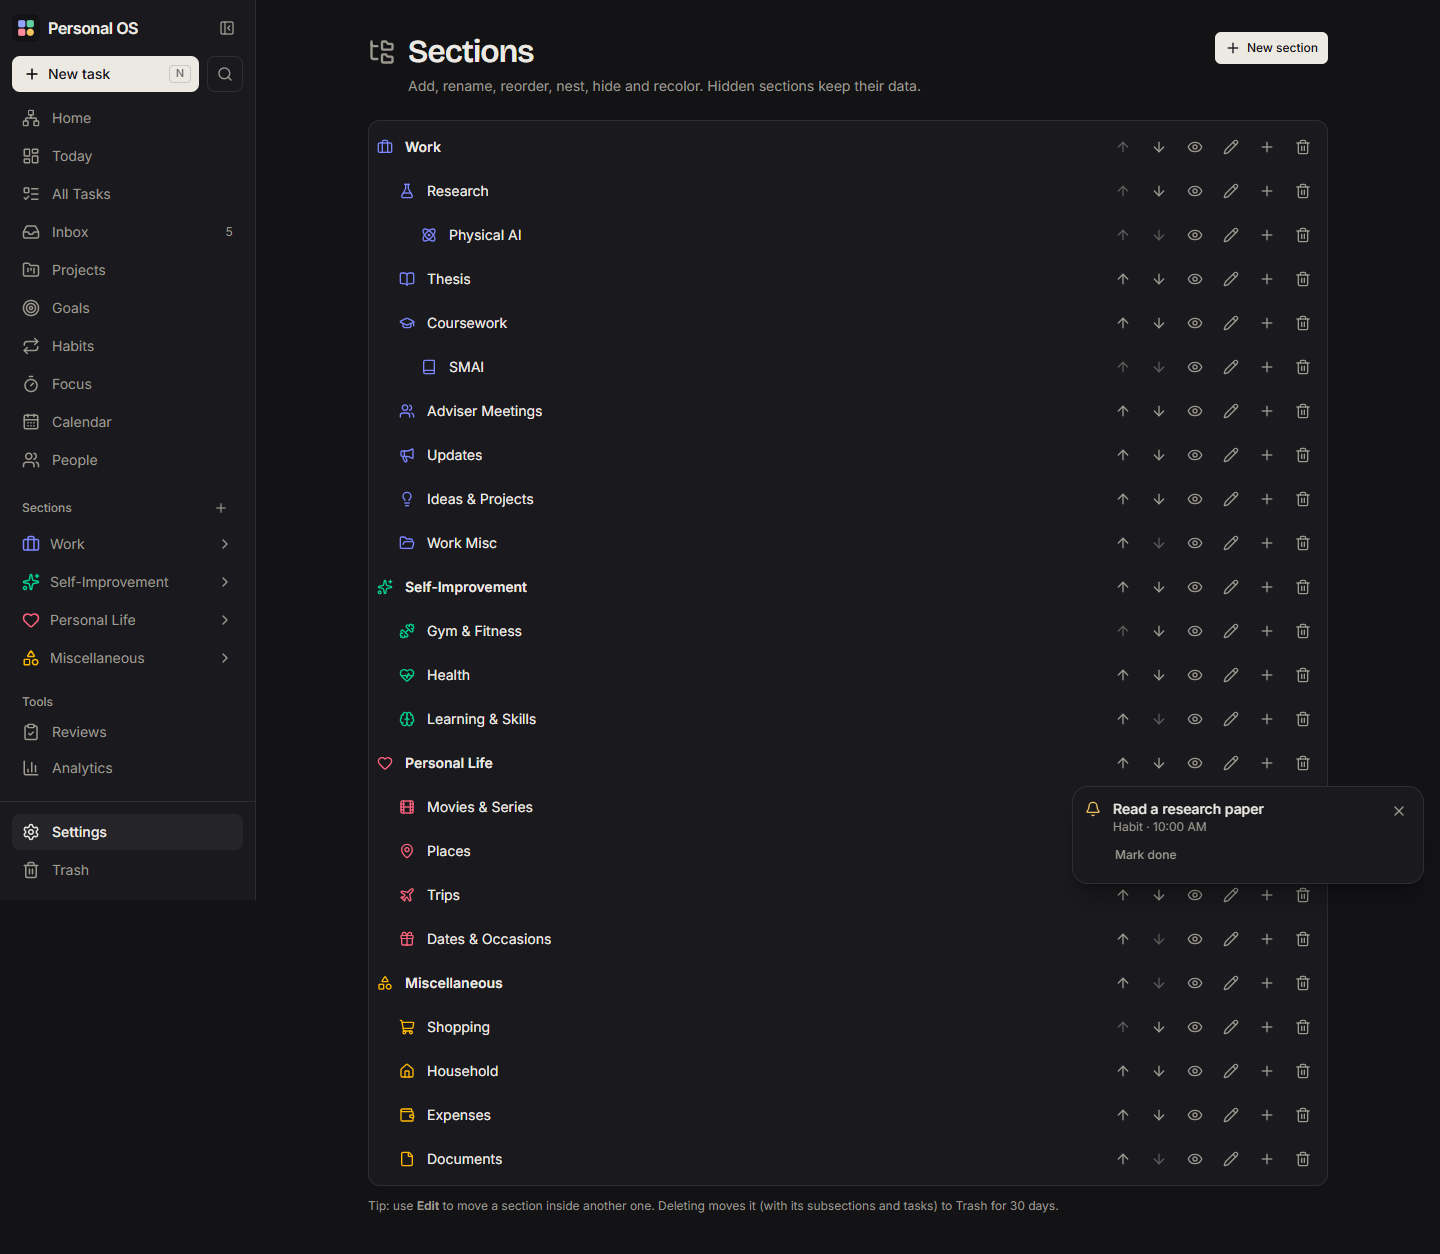 Personal OS
New task N
Home
Today
All Tasks
Inbox 5
Projects
Goals
Habits
Focus
Calendar
People
Sections
Work
Self-Improvement
Personal Life
Miscellaneous
Tools
Reviews
Analytics
Settings
Trash
Sections
New section
Add, rename, reorder, nest, hide and recolor. Hidden sections keep their data.
Work
Research
Physical AI
Thesis
Coursework
SMAI
Adviser Meetings
Updates
Ideas & Projects
Work Misc
Self-Improvement
Gym & Fitness
Health
Learning & Skills
Personal Life
Movies & Series
Places
Trips
Dates & Occasions
Miscellaneous
Shopping
Household
Expenses
Documents
Tip: use Edit to move a section inside another one. Deleting moves it (with its subsections and tasks) to Trash for 30 days.
Read a research paper
Habit · 10:00 AM
Mark done